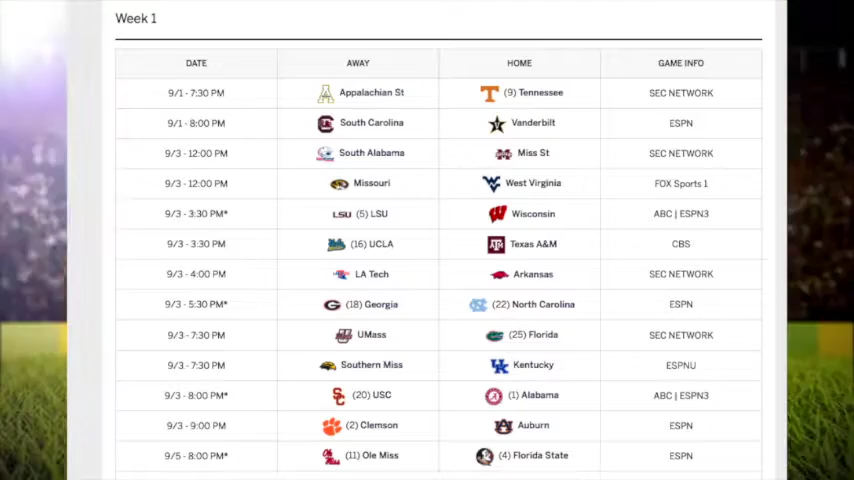 Week 1
DATE AWAY HOME GAME INFO
9/1 - 7:30 PM Appalachian St (9) Tennessee SEC NETWORK
9/1 - 8:00 PM South Carolina Vanderbilt ESPN
9/3 - 12:00 PM South Alabama Miss St SEC NETWORK
9/3 - 12:00 PM Missouri West Virginia FOX Sports 1
9/3 - 3:30 PM* LSU (5) LSU Wisconsin ABC | ESPN3
9/3 - 3:30 PM (16) UCLA Texas A&M CBS
9/3 - 4:00 PM LA Tech Arkansas SEC NETWORK
9/3 - 5:30 PM* (18) Georgia (22) North Carolina ESPN
9/3 - 7:30 PM UMass (25) Florida SEC NETWORK
9/3 - 7:30 PM Southern Miss Kentucky ESPNU
9/3 - 8:00 PM* (20) USC (1) Alabama ABC | ESPN3
9/3 - 9:00 PM (2) Clemson Auburn ESPN
9/5 - 8:00 PM* Ole Miss (11) Ole Miss (4) Florida State ESPN